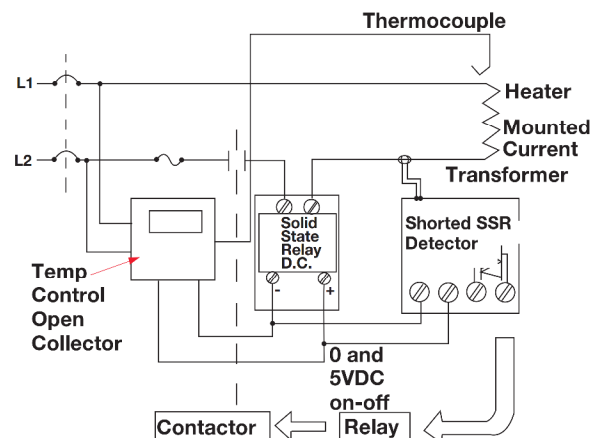 Thermocouple
L1
Heater
Mounted
Current
Transformer
L2
Solid
State
Relay
D.C.
- +
Shorted SSR
Detector
Temp
Control
Open
Collector
0 and
5VDC
on-off
Contactor
Relay